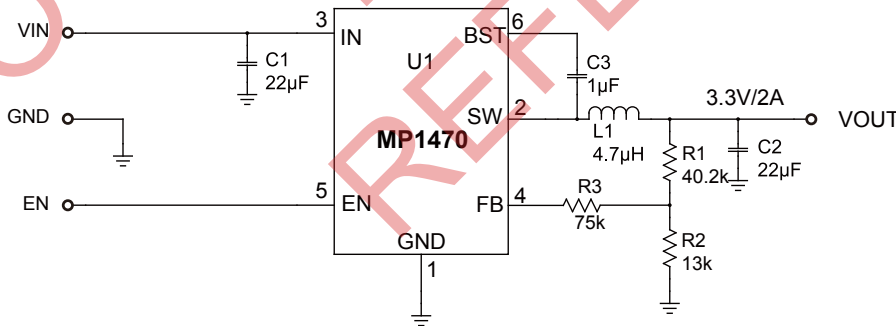 VIN
3
IN
C1
22µF
U1
MP1470
BST
6
C3
1µF
SW
2
L1
4.7µH
3.3V/2A
VOUT
GND
R1
40.2k
C2
22µF
EN
5
EN
FB
4
R3
75k
R2
13k
GND
1